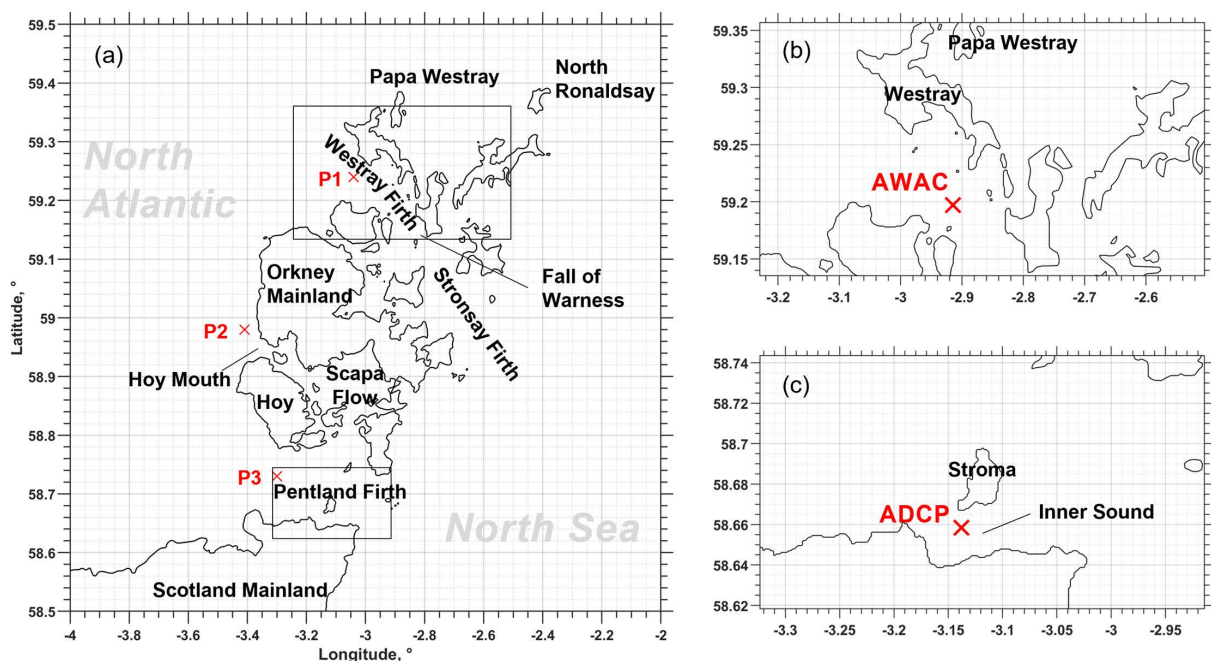 (a)
59.5
59.4
59.3
59.2
59.1
59
58.9
58.8
58.7
58.6
58.5
Latitude, °
Papa Westray
North
Ronaldsay
North
Atlantic
P1
Westray Firth
Orkney
Mainland
Fall of
Warness
Stronsay Firth
P2
Hoy Mouth
Scapa
Flow
Hoy
P3
Pentland Firth
North Sea
Scotland Mainland
-4
-3.8
-3.6
-3.4
-3.2
-3
-2.8
-2.6
-2.4
-2.2
-2
Longitude, °
(b)
59.35
59.3
59.25
59.2
59.15
Papa Westray
Westray
AWAC
-3.2
-3.1
-3
-2.9
-2.8
-2.7
-2.6
(c)
58.74
58.72
58.7
58.68
58.66
58.64
58.62
Stroma
ADCP
Inner Sound
-3.3
-3.25
-3.2
-3.15
-3.1
-3.05
-3
-2.95